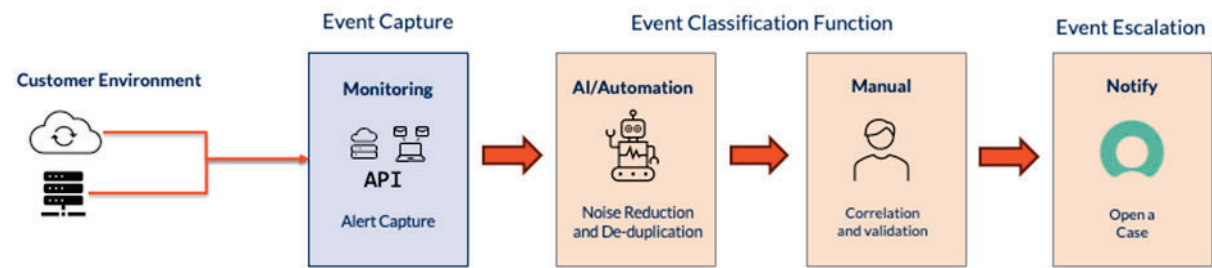 Event Capture
Event Classification Function
Event Escalation
Customer Environment
Monitoring
API
Alert Capture
AI/Automation
Noise Reduction
and De-duplication
Manual
Correlation
and validation
Notify
Open a
Case